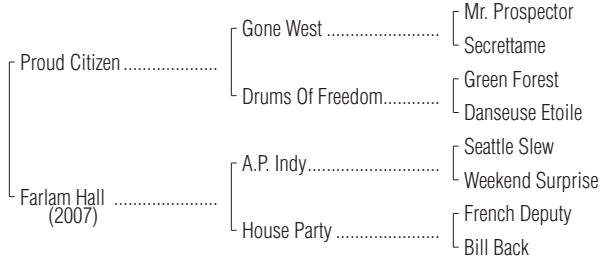 Mr. Prospector
Gone West ......................
Secrettame
Proud Citizen ...................
Green Forest
Drums Of Freedom............
Danseuse Etoile
Seattle Slew
A.P. Indy...........................
Weekend Surprise
Farlam Hall .....................
(2007)
French Deputy
House Party .....................
Bill Back